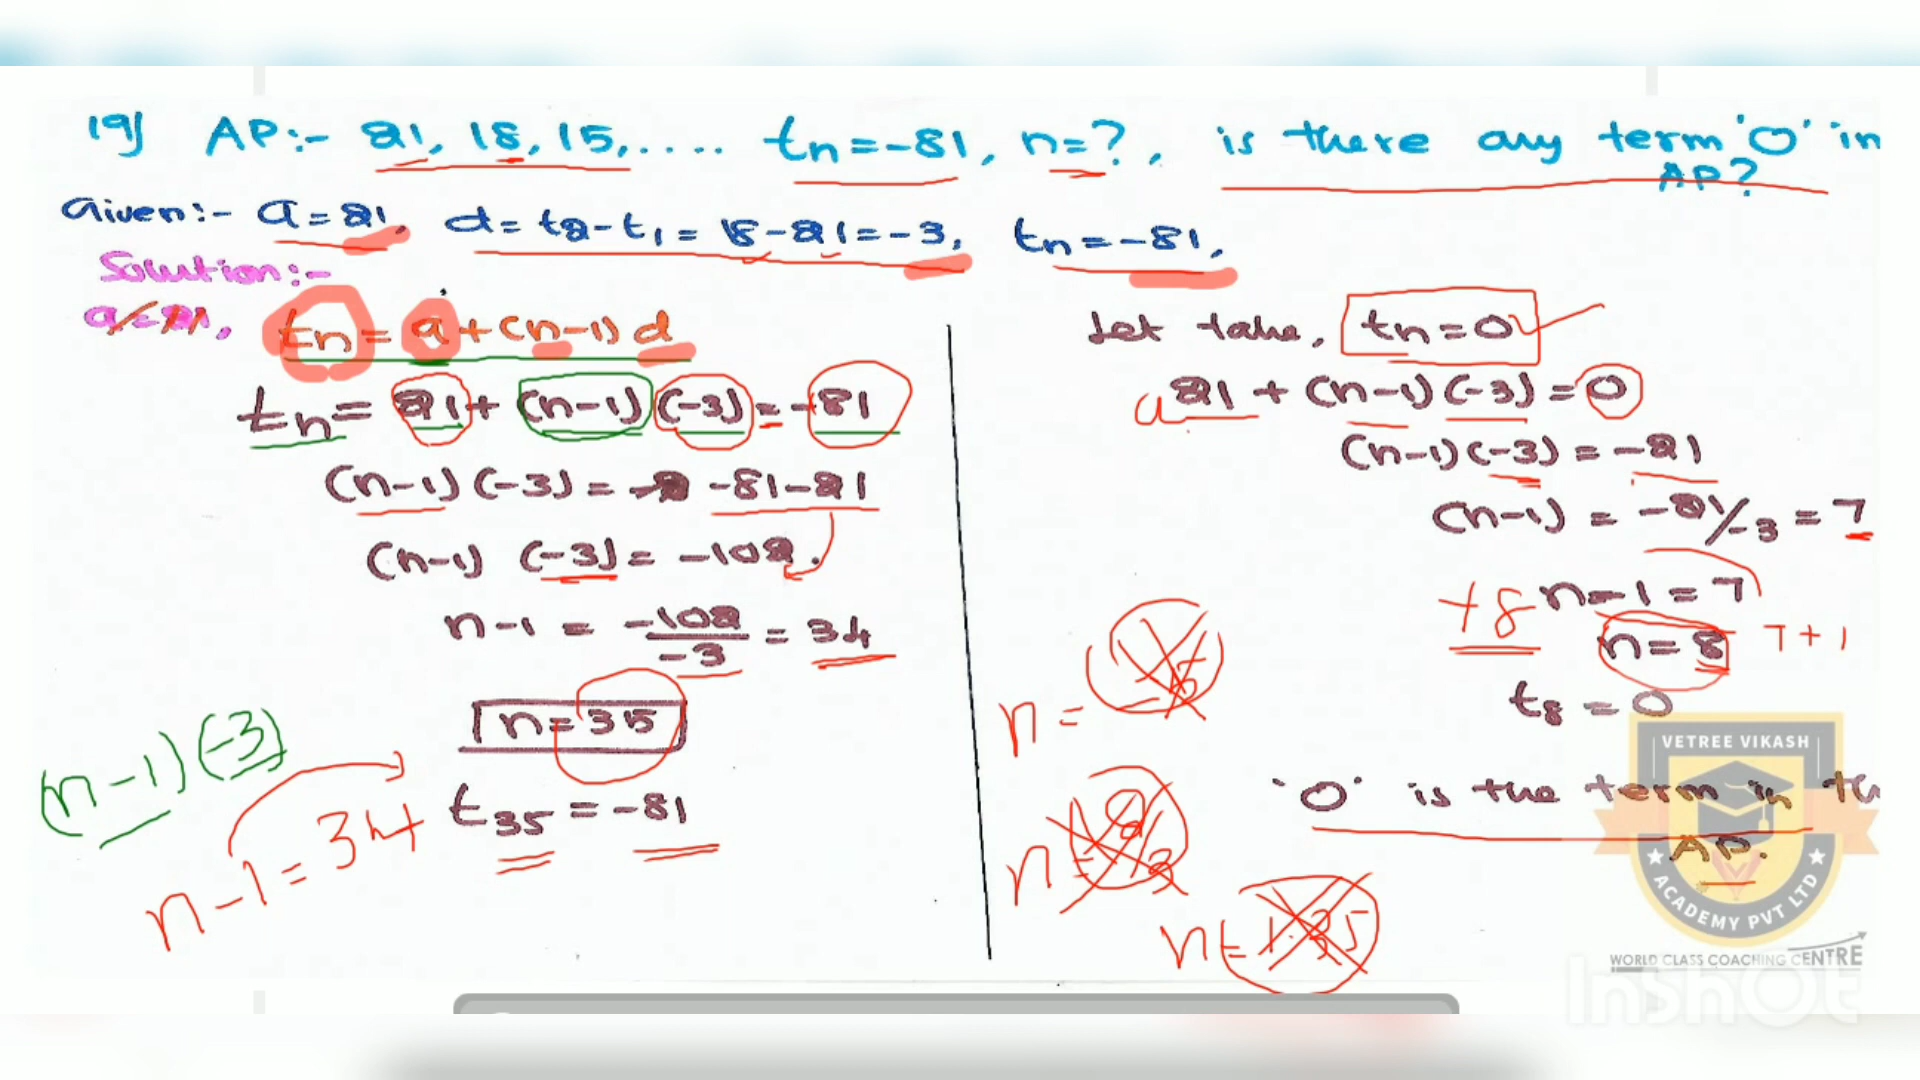 19) AP:- 21, 18, 15, .... tn=-81, n=?, is there any term 'O' in
AP?
Given:- a=21, d= t2-t1 = 18-21=-3, tn=-81,
Solution:-
a=21,
tn= a+(n-1) d
tn= 21+ (n-1)(-3)= -81
(n-1)(-3)= -81-21
(n-1) (-3)= -102.
n-1 = -102/-3 = 34
n=35
t35=-81
(n-1)(-3)
n-1=34
Let take, tn=0
a 21 + (n-1)(-3)=0
(n-1)(-3)=-21
(n-1) = -21/-3 = 7
+8 n-1=7
n=8 7+1
t8=0
'O' is the term in th
AP.
n=
n=
n=
VETREE VIKASH
ACADEMY PVT LTD
WORLD CLASS COACHING CENTRE
InShOt